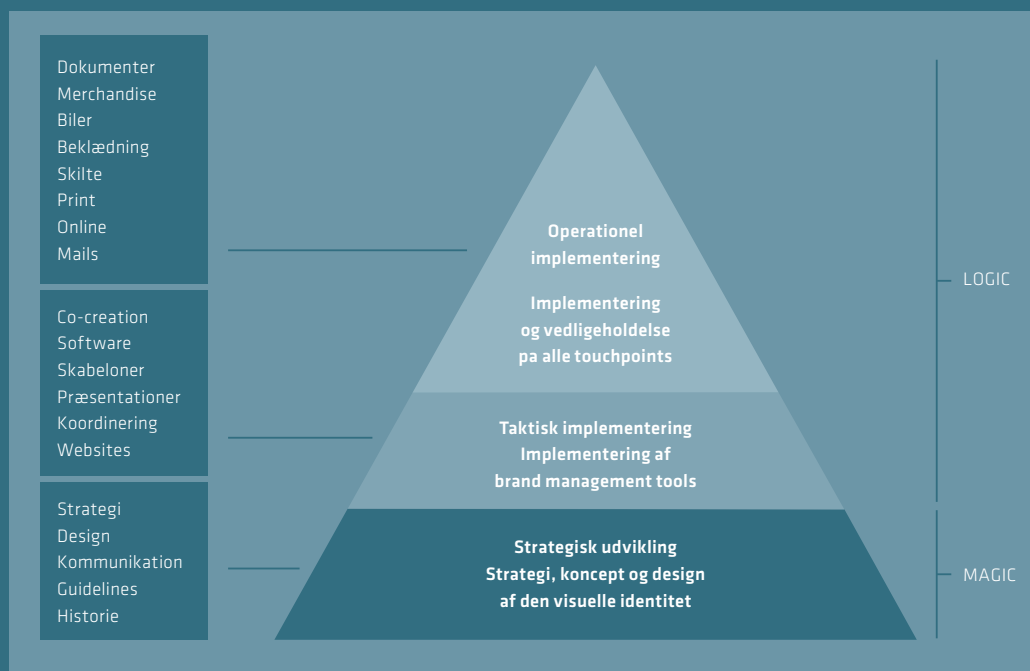 Dokumenter
Merchandise
Biler
Beklædning
Skilte
Print
Online
Mails
Co-creation
Software
Skabeloner
Præsentationer
Koordinering
Websites
Strategi
Design
Kommunikation
Guidelines
Historie
Operationel
implementering
Implementering
og vedligeholdelse
pa alle touchpoints
Taktisk implementering
Implementering af
brand management tools
Strategisk udvikling
Strategi, koncept og design
af den visuelle identitet
LOGIC
MAGIC